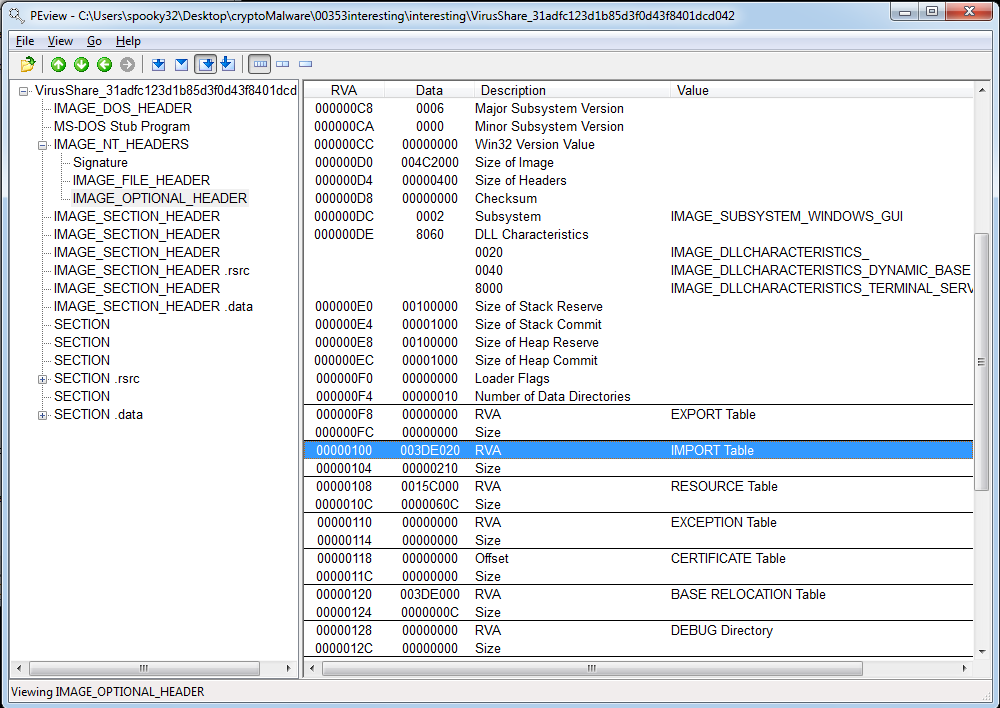 PEview - C:\Users\spooky32\Desktop\cryptoMalware\00353interesting\interesting\VirusShare_31adfc123d1b85d3f0d43f8401dcd042
File View Go Help
VirusShare_31adfc123d1b85d3f0d43f8401dcd
IMAGE_DOS_HEADER
MS-DOS Stub Program
IMAGE_NT_HEADERS
Signature
IMAGE_FILE_HEADER
IMAGE_OPTIONAL_HEADER
IMAGE_SECTION_HEADER
IMAGE_SECTION_HEADER
IMAGE_SECTION_HEADER
IMAGE_SECTION_HEADER .rsrc
IMAGE_SECTION_HEADER
IMAGE_SECTION_HEADER .data
SECTION
SECTION
SECTION
SECTION .rsrc
SECTION
SECTION .data
RVA Data Description Value
000000C8 0006 Major Subsystem Version
000000CA 0000 Minor Subsystem Version
000000CC 00000000 Win32 Version Value
000000D0 004C2000 Size of Image
000000D4 00000400 Size of Headers
000000D8 00000000 Checksum
000000DC 0002 Subsystem IMAGE_SUBSYSTEM_WINDOWS_GUI
000000DE 8060 DLL Characteristics
0020 IMAGE_DLLCHARACTERISTICS_
0040 IMAGE_DLLCHARACTERISTICS_DYNAMIC_BASE
8000 IMAGE_DLLCHARACTERISTICS_TERMINAL_SERV
000000E0 00100000 Size of Stack Reserve
000000E4 00001000 Size of Stack Commit
000000E8 00100000 Size of Heap Reserve
000000EC 00001000 Size of Heap Commit
000000F0 00000000 Loader Flags
000000F4 00000010 Number of Data Directories
000000F8 00000000 RVA EXPORT Table
000000FC 00000000 Size
00000100 003DE020 RVA IMPORT Table
00000104 00000210 Size
00000108 0015C000 RVA RESOURCE Table
0000010C 0000060C Size
00000110 00000000 RVA EXCEPTION Table
00000114 00000000 Size
00000118 00000000 Offset CERTIFICATE Table
0000011C 00000000 Size
00000120 003DE000 RVA BASE RELOCATION Table
00000124 0000000C Size
00000128 00000000 RVA DEBUG Directory
0000012C 00000000 Size
Viewing IMAGE_OPTIONAL_HEADER